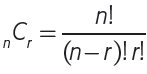 ₙCᵣ = n! / (n−r)! r!